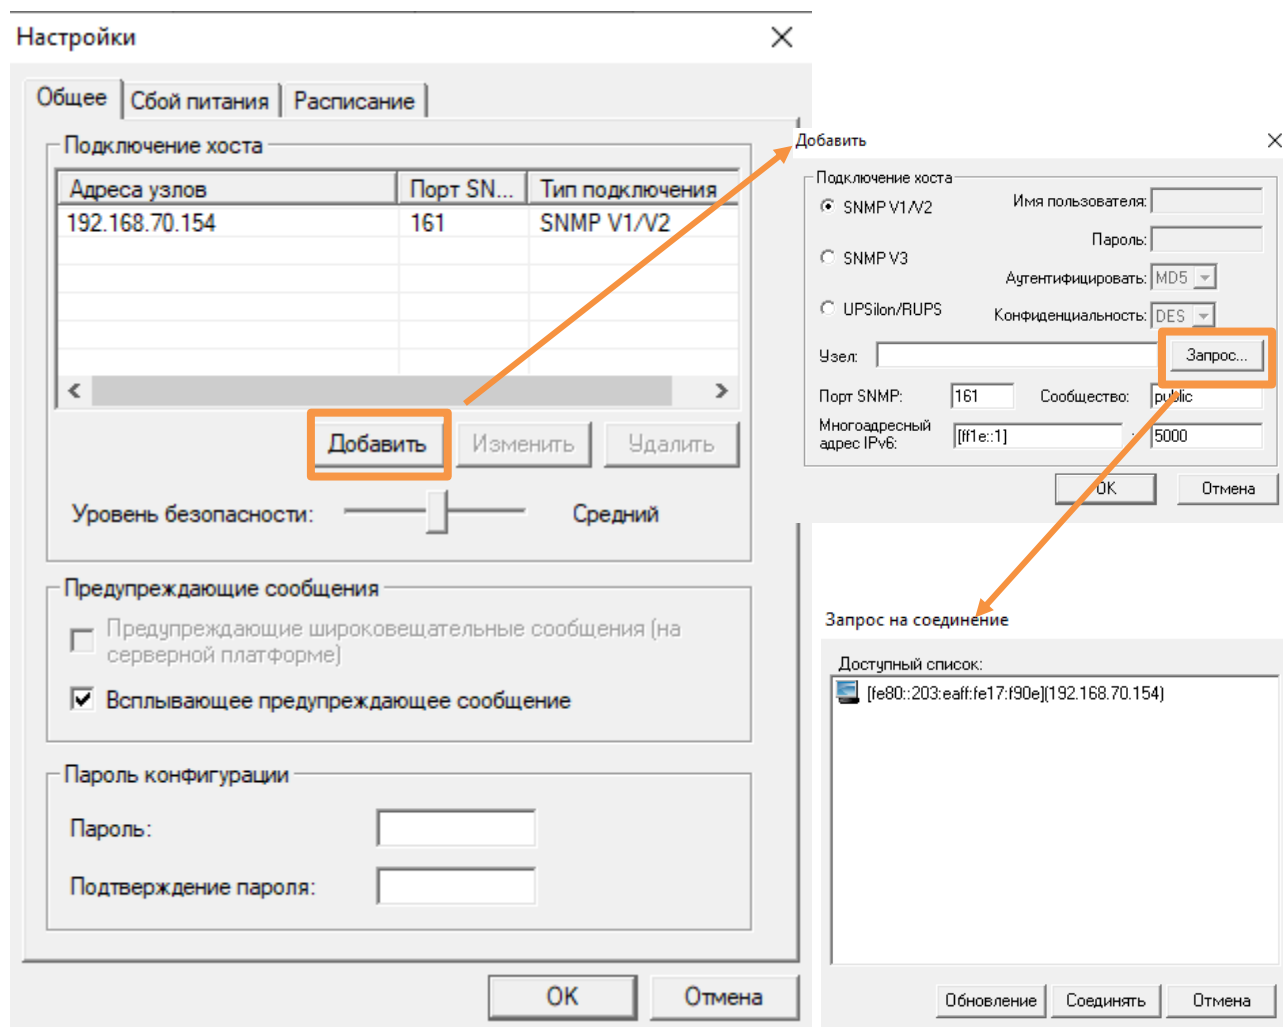 Настройки
Общее
Сбой питания
Расписание
Подключение хоста
Адреса узлов
Порт SN...
Тип подключения
192.168.70.154
161
SNMP V1/V2
Добавить
Изменить
Удалить
Уровень безопасности:
Средний
Предупреждающие сообщения
Предупреждающие широковещательные сообщения (на
серверной платформе)
Всплывающее предупреждающее сообщение
Пароль конфигурации
Пароль:
Подтверждение пароля:
OK
Отмена
Добавить
Подключение хоста
SNMP V1/V2
Имя пользователя:
Пароль:
SNMP V3
Аутентифицировать:
MD5
UPSilon/RUPS
Конфиденциальность:
DES
Узел:
Запрос...
Порт SNMP:
161
Сообщество:
public
Многоадресный
адрес IPv6:
[ff1e::1]
:
5000
OK
Отмена
Запрос на соединение
Доступный список:
[fe80::203:eaff:fe17:f90e](192.168.70.154)
Обновление
Соединять
Отмена